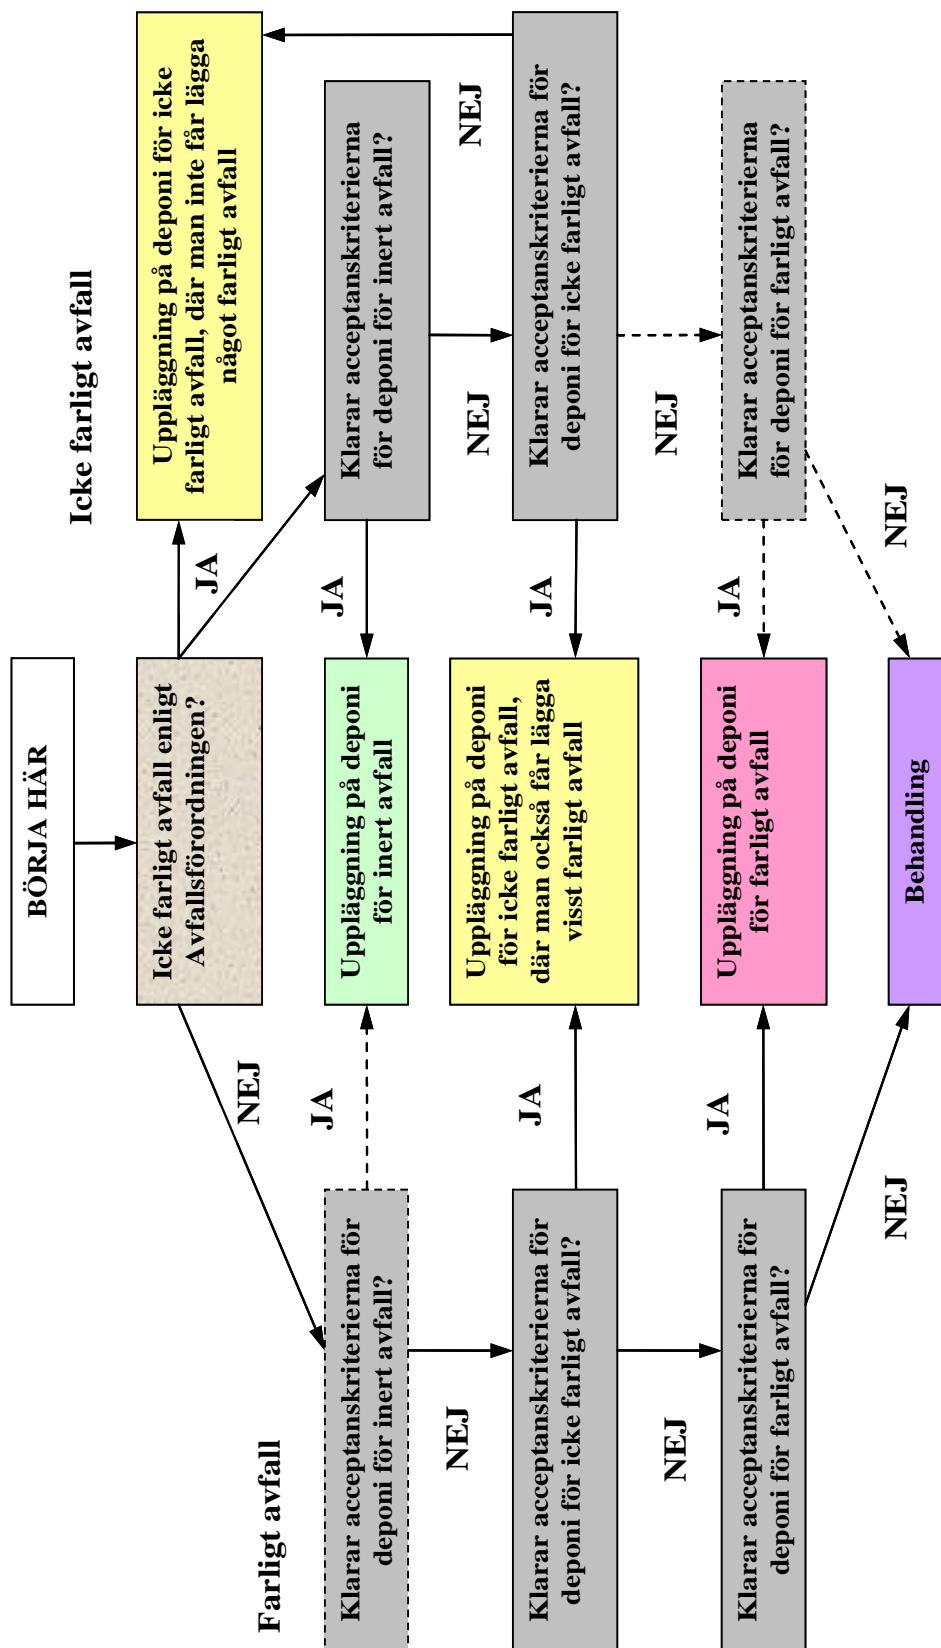 BÖRJA HÄR
Icke farligt avfall
Icke farligt avfall enligt
Avfallsförordningen?
JA
Uppläggning på deponi för icke
farligt avfall, där man inte får lägga
något farligt avfall
NEJ
Farligt avfall
Klarar acceptanskriterierna för
deponi för inert avfall?
JA
Uppläggning på deponi
för inert avfall
JA
Klarar acceptanskriterierna
för deponi för inert avfall?
NEJ
NEJ
NEJ
Klarar acceptanskriterierna för
deponi för icke farligt avfall?
JA
Uppläggning på deponi
för icke farligt avfall,
där man också får lägga
visst farligt avfall
JA
Klarar acceptanskriterierna för
deponi för icke farligt avfall?
NEJ
NEJ
Klarar acceptanskriterierna för
deponi för farligt avfall?
JA
Uppläggning på deponi
för farligt avfall
JA
Klarar acceptanskriterierna
för deponi för farligt avfall?
NEJ
Behandling
NEJ